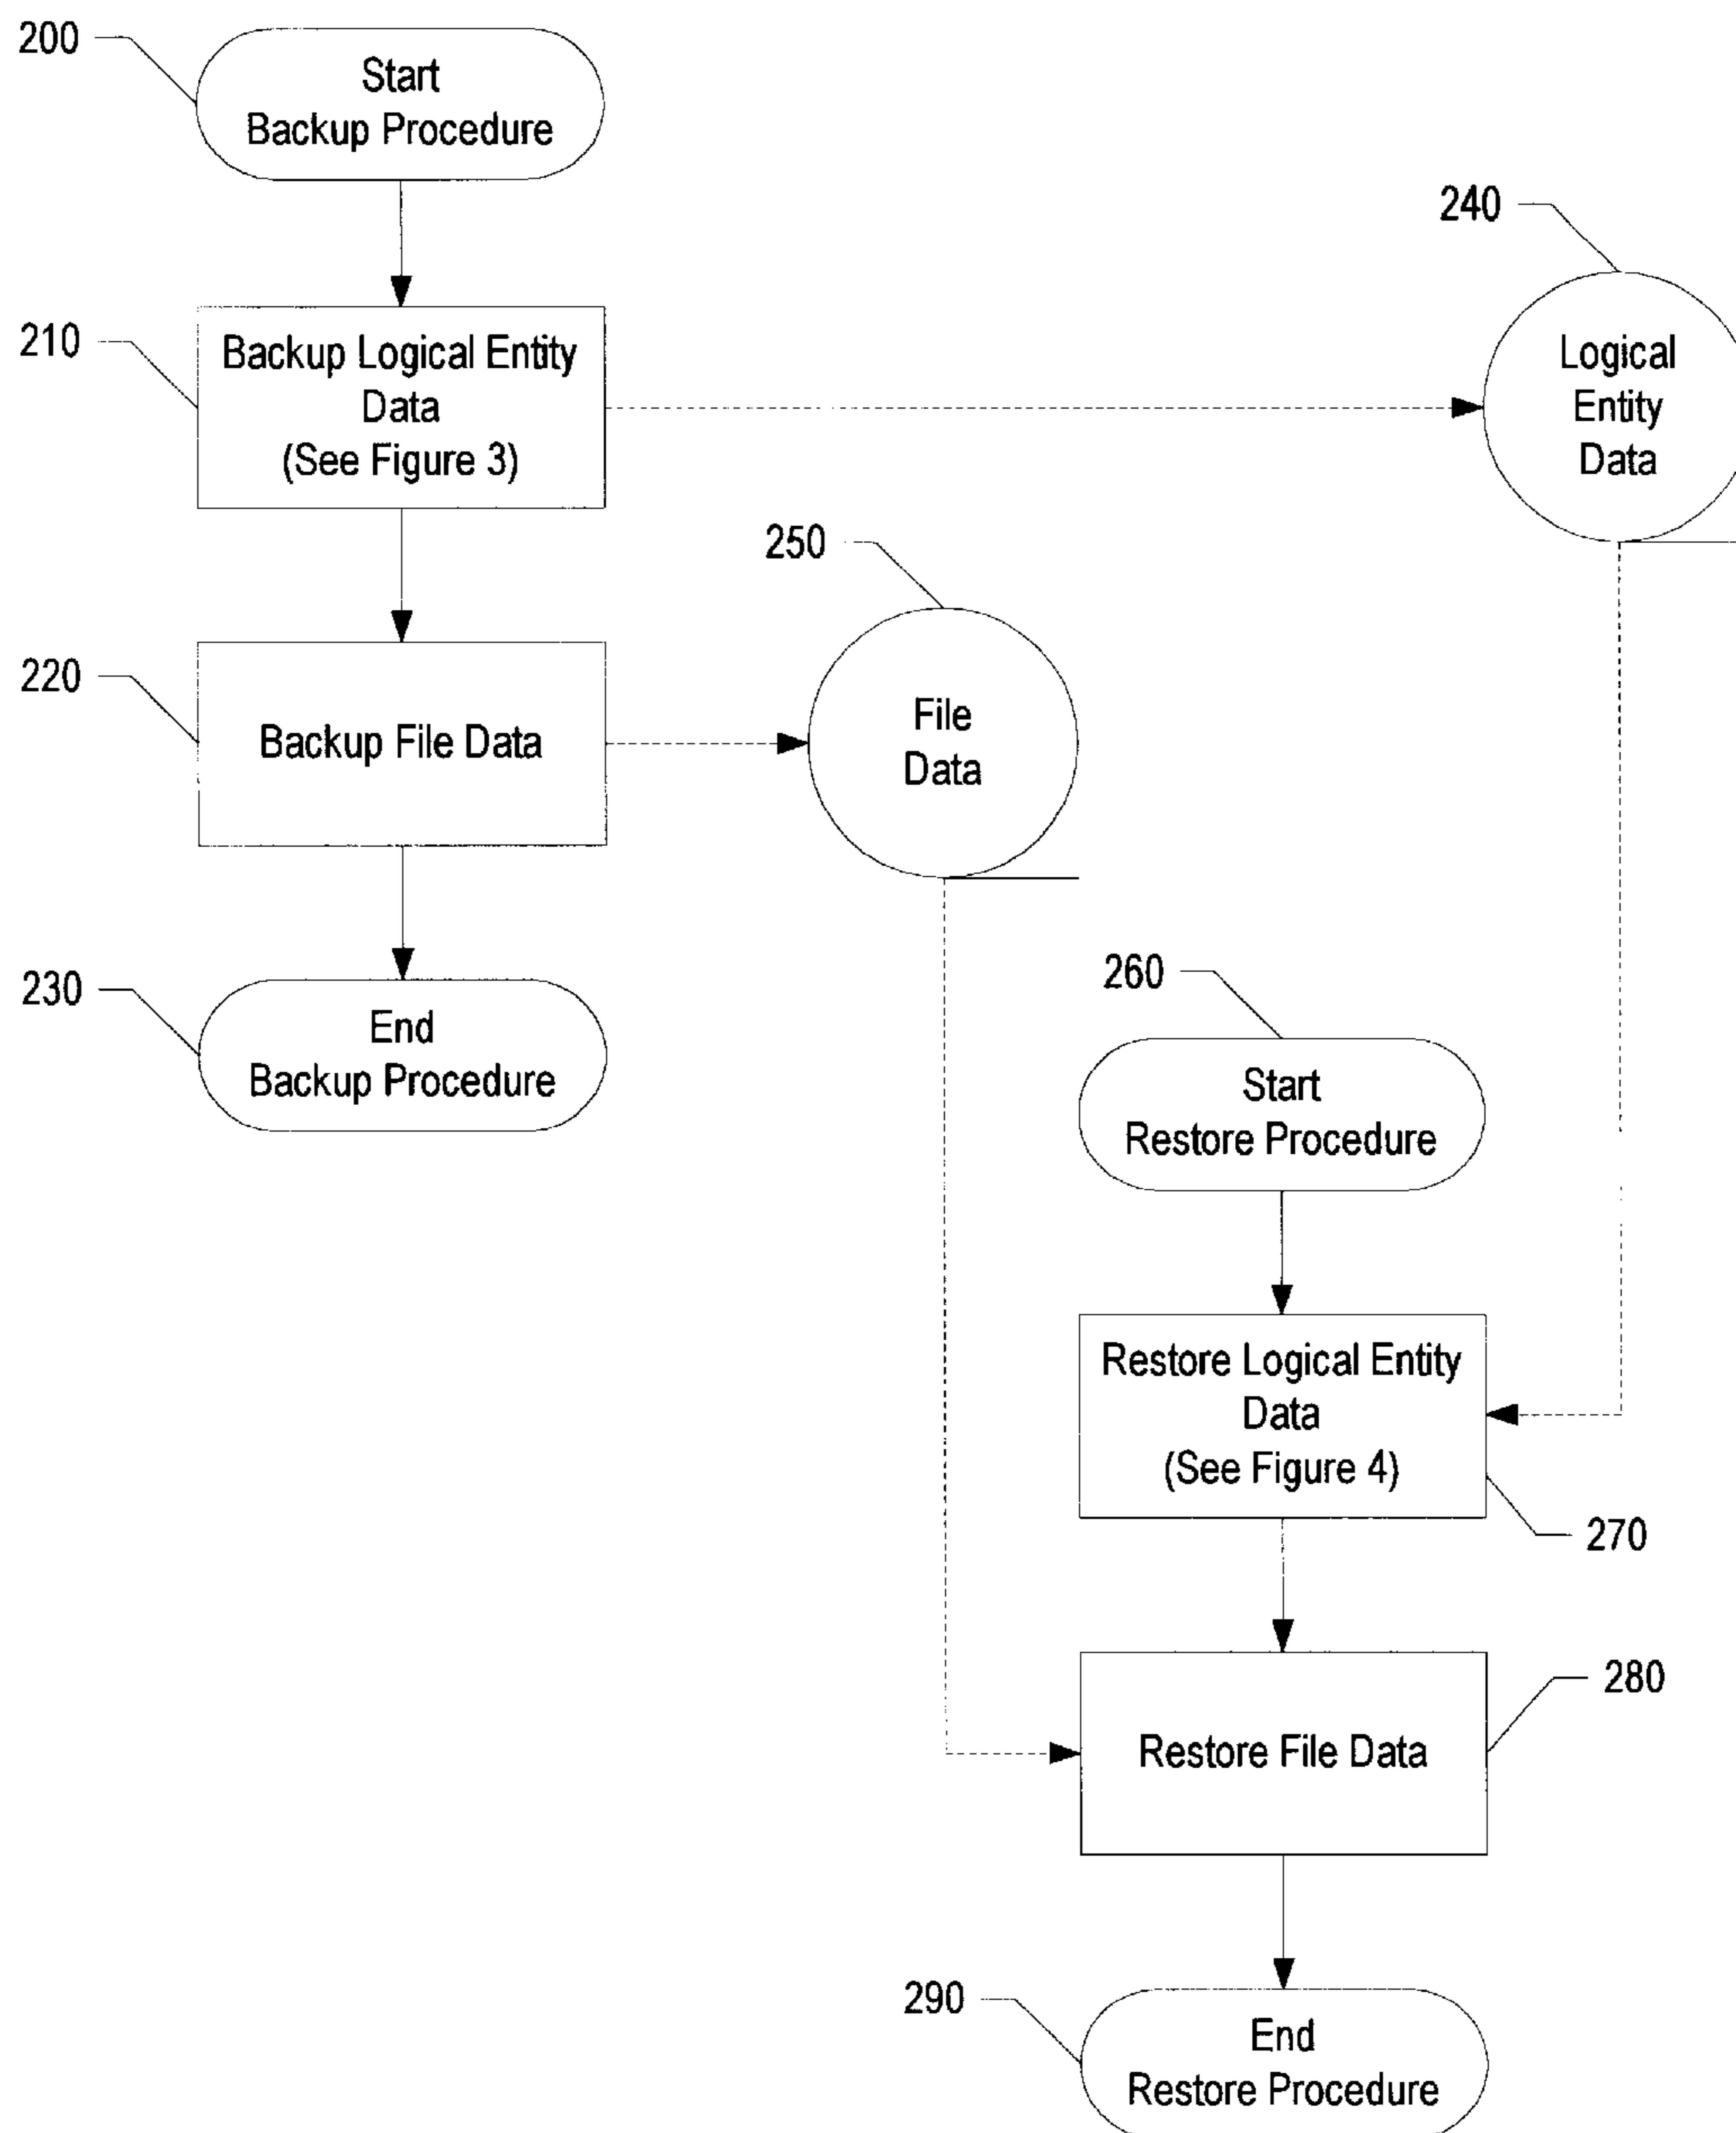 200
Start
Backup Procedure
240
210
Backup Logical Entity
Data
(See Figure 3)
Logical
Entity
Data
250
220
Backup File Data
File
Data
230
End
Backup Procedure
260
Start
Restore Procedure
Restore Logical Entity
Data
(See Figure 4)
270
280
Restore File Data
290
End
Restore Procedure